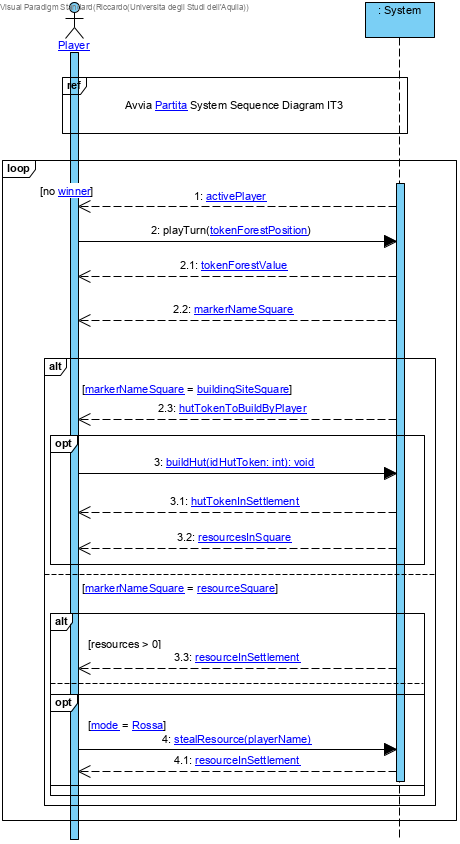 Visual Paradigm Standard(Riccardo(Universita degli Studi dell'Aquila))
Player
: System
ref
Avvia Partita System Sequence Diagram IT3
loop
[no winner]
1: activePlayer
2: playTurn(tokenForestPosition)
2.1: tokenForestValue
2.2: markerNameSquare
alt
[markerNameSquare = buildingSiteSquare]
2.3: hutTokenToBuildByPlayer
opt
3: buildHut(idHutToken: int): void
3.1: hutTokenInSettlement
3.2: resourcesInSquare
[markerNameSquare = resourceSquare]
alt
[resources > 0]
3.3: resourceInSettlement
opt
[mode = Rossa]
4: stealResource(playerName)
4.1: resourceInSettlement